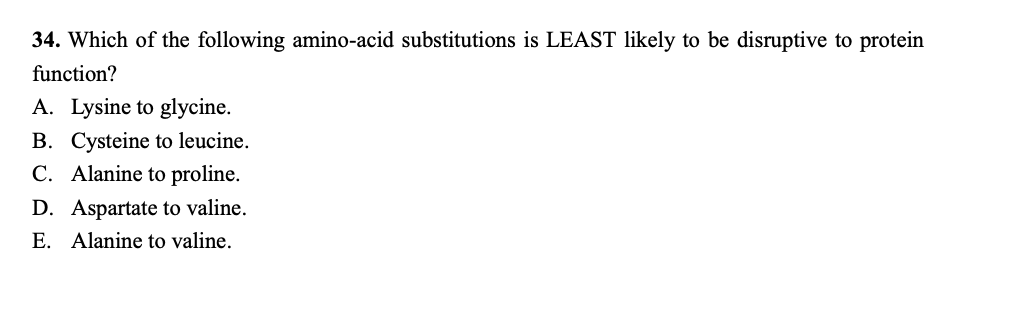 34. Which of the following amino-acid substitutions is LEAST likely to be disruptive to protein
function?
A. Lysine to glycine.
B. Cysteine to leucine.
C. Alanine to proline.
D. Aspartate to valine.
E. Alanine to valine.